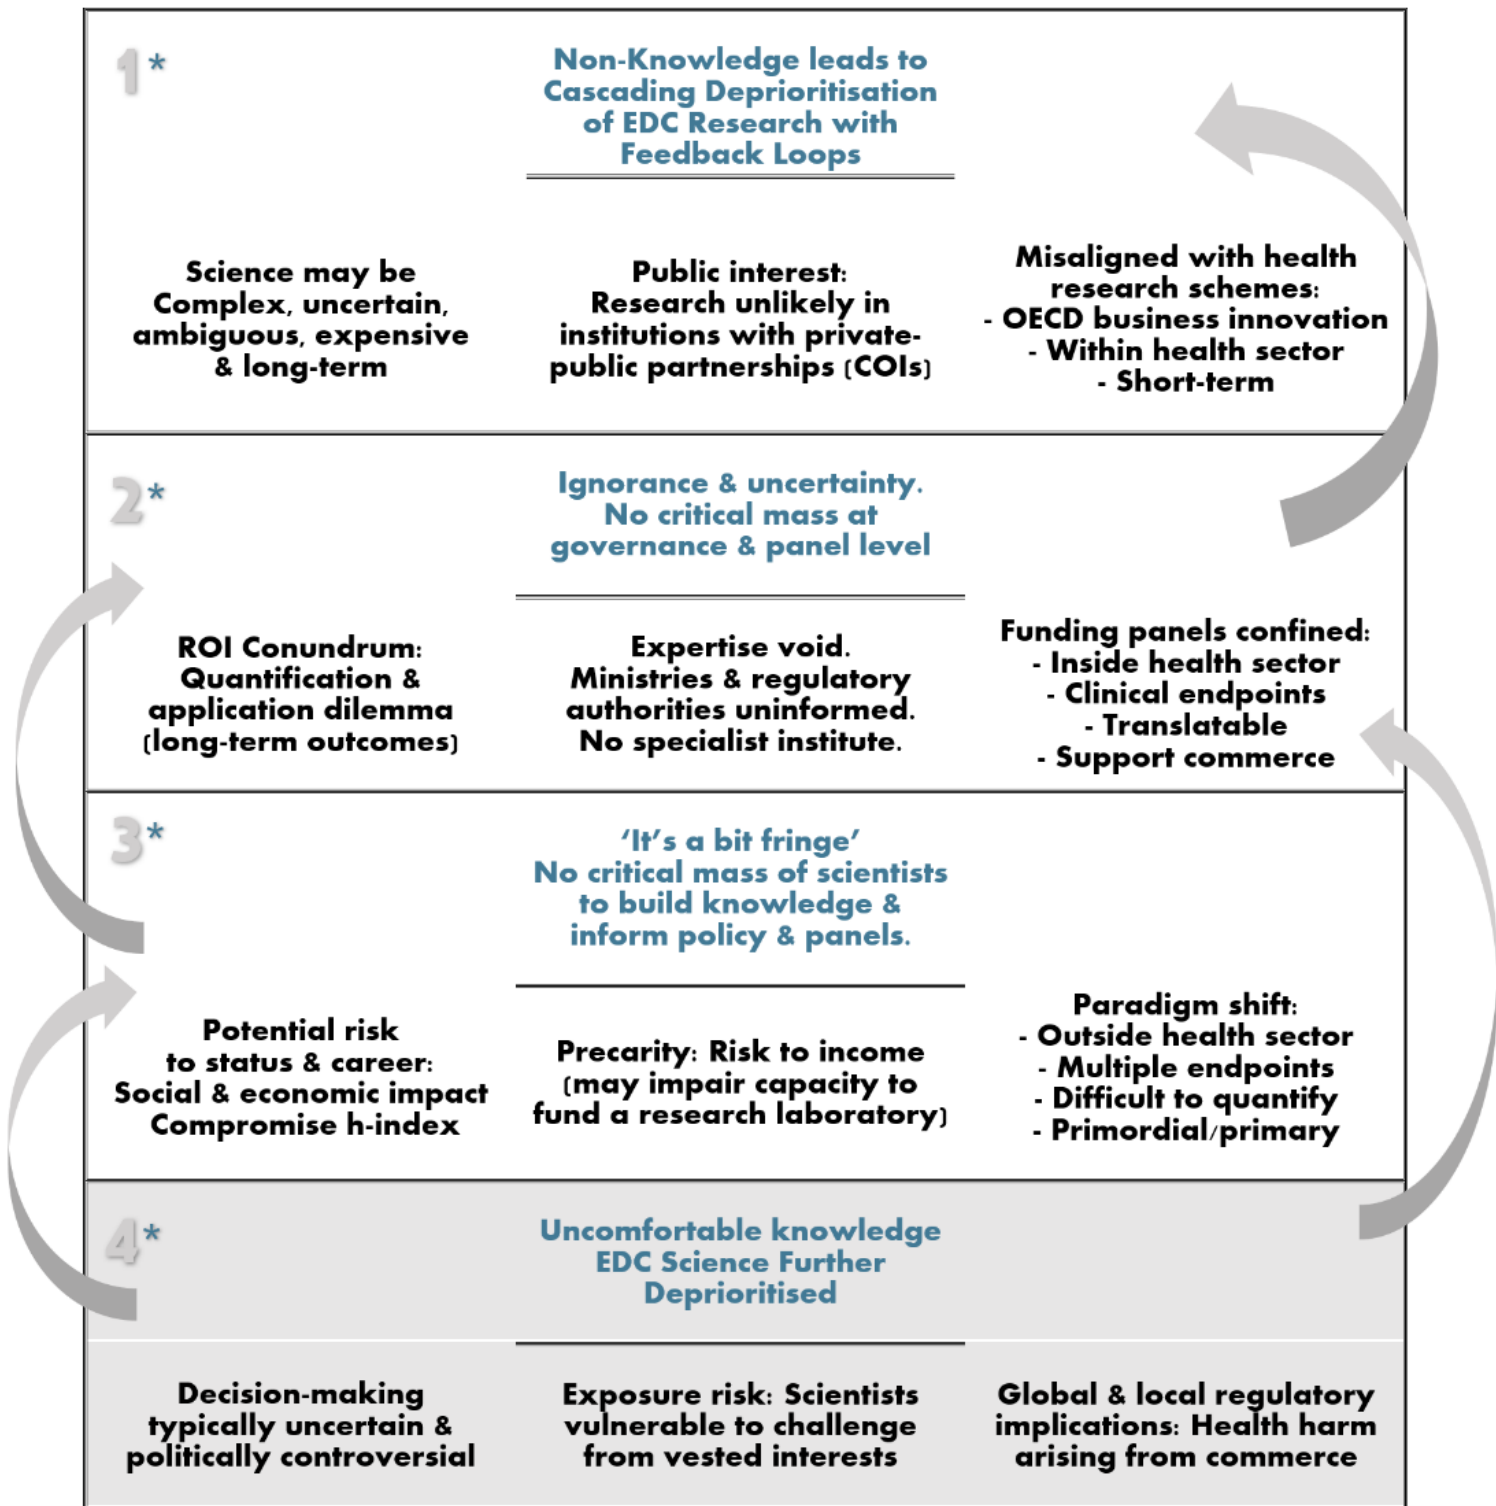 1*
Non-Knowledge leads to
Cascading Deprioritisation
of EDC Research with
Feedback Loops
Science may be
Complex, uncertain,
ambiguous, expensive
& long-term
Public interest:
Research unlikely in
institutions with private-
public partnerships (COIs)
Misaligned with health
research schemes:
- OECD business innovation
- Within health sector
- Short-term
2*
Ignorance & uncertainty.
No critical mass at
governance & panel level
ROI Conundrum:
Quantification &
application dilemma
(long-term outcomes)
Expertise void.
Ministries & regulatory
authorities uninformed.
No specialist institute.
Funding panels confined:
- Inside health sector
- Clinical endpoints
- Translatable
- Support commerce
3*
‘It’s a bit fringe’
No critical mass of scientists
to build knowledge &
inform policy & panels.
Potential risk
to status & career:
Social & economic impact
Compromise h-index
Precarity: Risk to income
(may impair capacity to
fund a research laboratory)
Paradigm shift:
- Outside health sector
- Multiple endpoints
- Difficult to quantify
- Primordial/primary
4*
Uncomfortable knowledge
EDC Science Further
Deprioritised
Decision-making
typically uncertain &
politically controversial
Exposure risk: Scientists
vulnerable to challenge
from vested interests
Global & local regulatory
implications: Health harm
arising from commerce